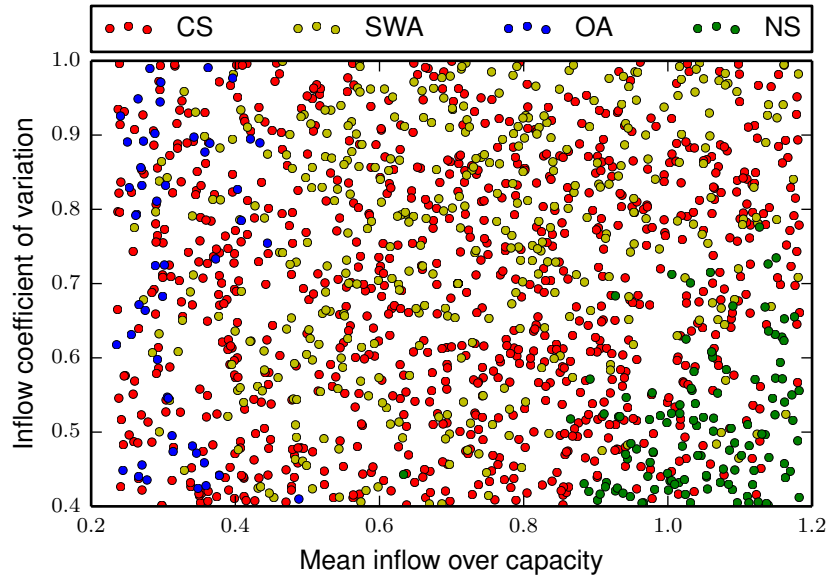 CS SWA OA NS
1.0
0.9
0.8
0.7
0.6
0.5
0.4
Inflow coefficient of variation
0.2 0.4 0.6 0.8 1.0 1.2
Mean inflow over capacity